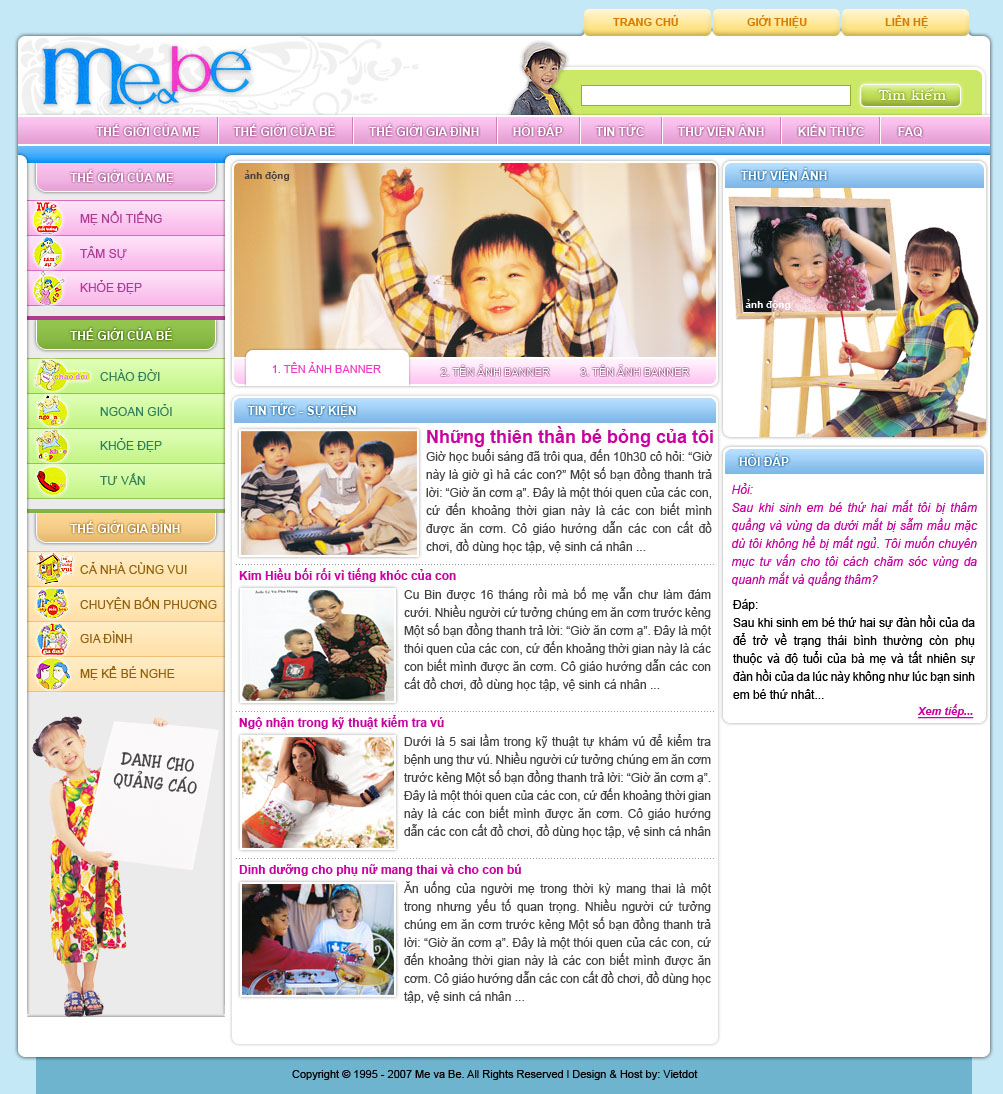 TRANG CHỦ
GIỚI THIỆU
LIÊN HỆ
Mẹ&bé
Tìm kiếm
THẾ GIỚI CỦA MẸ
THẾ GIỚI CỦA BÉ
THẾ GIỚI GIA ĐÌNH
HỎI ĐÁP
TIN TỨC
THƯ VIỆN ẢNH
KIẾN THỨC
FAQ
THẾ GIỚI CỦA MẸ
MẸ NỔI TIẾNG
TÂM SỰ
KHỎE ĐẸP
THẾ GIỚI CỦA BÉ
CHÀO ĐỜI
NGOAN GIỎI
KHỎE ĐẸP
TƯ VẤN
THẾ GIỚI GIA ĐÌNH
CẢ NHÀ CÙNG VUI
CHUYỆN BỐN PHƯƠNG
GIA ĐÌNH
MẸ KỂ BÉ NGHE
DANH CHO
QUẢNG CÁO
ảnh động
1. TÊN ẢNH BANNER
2. TÊN ẢNH BANNER
3. TÊN ẢNH BANNER
TIN TỨC - SỰ KIỆN
Những thiên thần bé bỏng của tôi
Giờ học buổi sáng đã trôi qua, đến 10h30 cô hỏi: “Giờ
này là giờ gì hả các con?” Một số bạn đồng thanh trả
lời: “Giờ ăn cơm ạ”. Đây là một thói quen của các con,
cứ đến khoảng thời gian này là các con biết mình
được ăn cơm. Cô giáo hướng dẫn các con cất đồ
chơi, đồ dùng học tập, vệ sinh cá nhân ...
Kim Hiều bối rối vì tiếng khóc của con
Cu Bin được 16 tháng rồi mà bố mẹ vẫn chư làm đám
cưới. Nhiều người cứ tưởng chúng em ăn cơm trước kẻng
Một số bạn đồng thanh trả lời: “Giờ ăn cơm ạ”. Đây là một
thói quen của các con, cứ đến khoảng thời gian này là các
con biết mình được ăn cơm. Cô giáo hướng dẫn các con
cất đồ chơi, đồ dùng học tập, vệ sinh cá nhân ...
Ngộ nhận trong kỹ thuật kiểm tra vú
Dưới là 5 sai lầm trong kỹ thuật tự khám vú để kiểm tra
bệnh ung thư vú. Nhiều người cứ tưởng chúng em ăn cơm
trước kẻng Một số bạn đồng thanh trả lời: “Giờ ăn cơm ạ”.
Đây là một thói quen của các con, cứ đến khoảng thời gian
này là các con biết mình được ăn cơm. Cô giáo hướng
dẫn các con cất đồ chơi, đồ dùng học tập, vệ sinh cá nhân
Dinh dưỡng cho phụ nữ mang thai và cho con bú
Ăn uống của người mẹ trong thời kỳ mang thai là một
trong nhưng yếu tố quan trọng. Nhiều người cứ tưởng
chúng em ăn cơm trước kẻng Một số bạn đồng thanh trả
lời: “Giờ ăn cơm ạ”. Đây là một thói quen của các con, cứ
đến khoảng thời gian này là các con biết mình được ăn
cơm. Cô giáo hướng dẫn các con cất đồ chơi, đồ dùng học
tập, vệ sinh cá nhân ...
THƯ VIỆN ẢNH
ảnh động
HỎI ĐÁP
Hỏi:
Sau khi sinh em bé thứ hai mắt tôi bị thâm
quầng và vùng da dưới mắt bị sẫm mầu mặc
dù tôi không hề bị mất ngủ. Tôi muốn chuyên
mục tư vấn cho tôi cách chăm sóc vùng da
quanh mắt và quầng thâm?
Đáp:
Sau khi sinh em bé thứ hai sự đàn hồi của da
để trở về trạng thái bình thường còn phụ
thuộc và độ tuổi của bà mẹ và tất nhiên sự
đàn hồi của da lúc này không như lúc bạn sinh
em bé thứ nhât...
Xem tiếp...
Copyright © 1995 - 2007 Me va Be. All Rights Reserved I Design & Host by: Vietdot